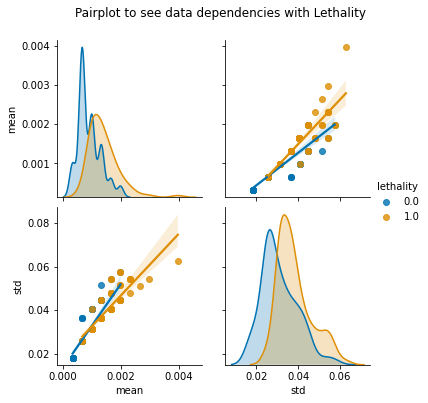 Pairplot to see data dependencies with Lethality
0.004
0.003
0.002
0.001
mean
lethality
0.0
1.0
0.08
0.06
0.04
0.02
std
0.000 0.002 0.004
mean
0.02 0.04 0.06
std